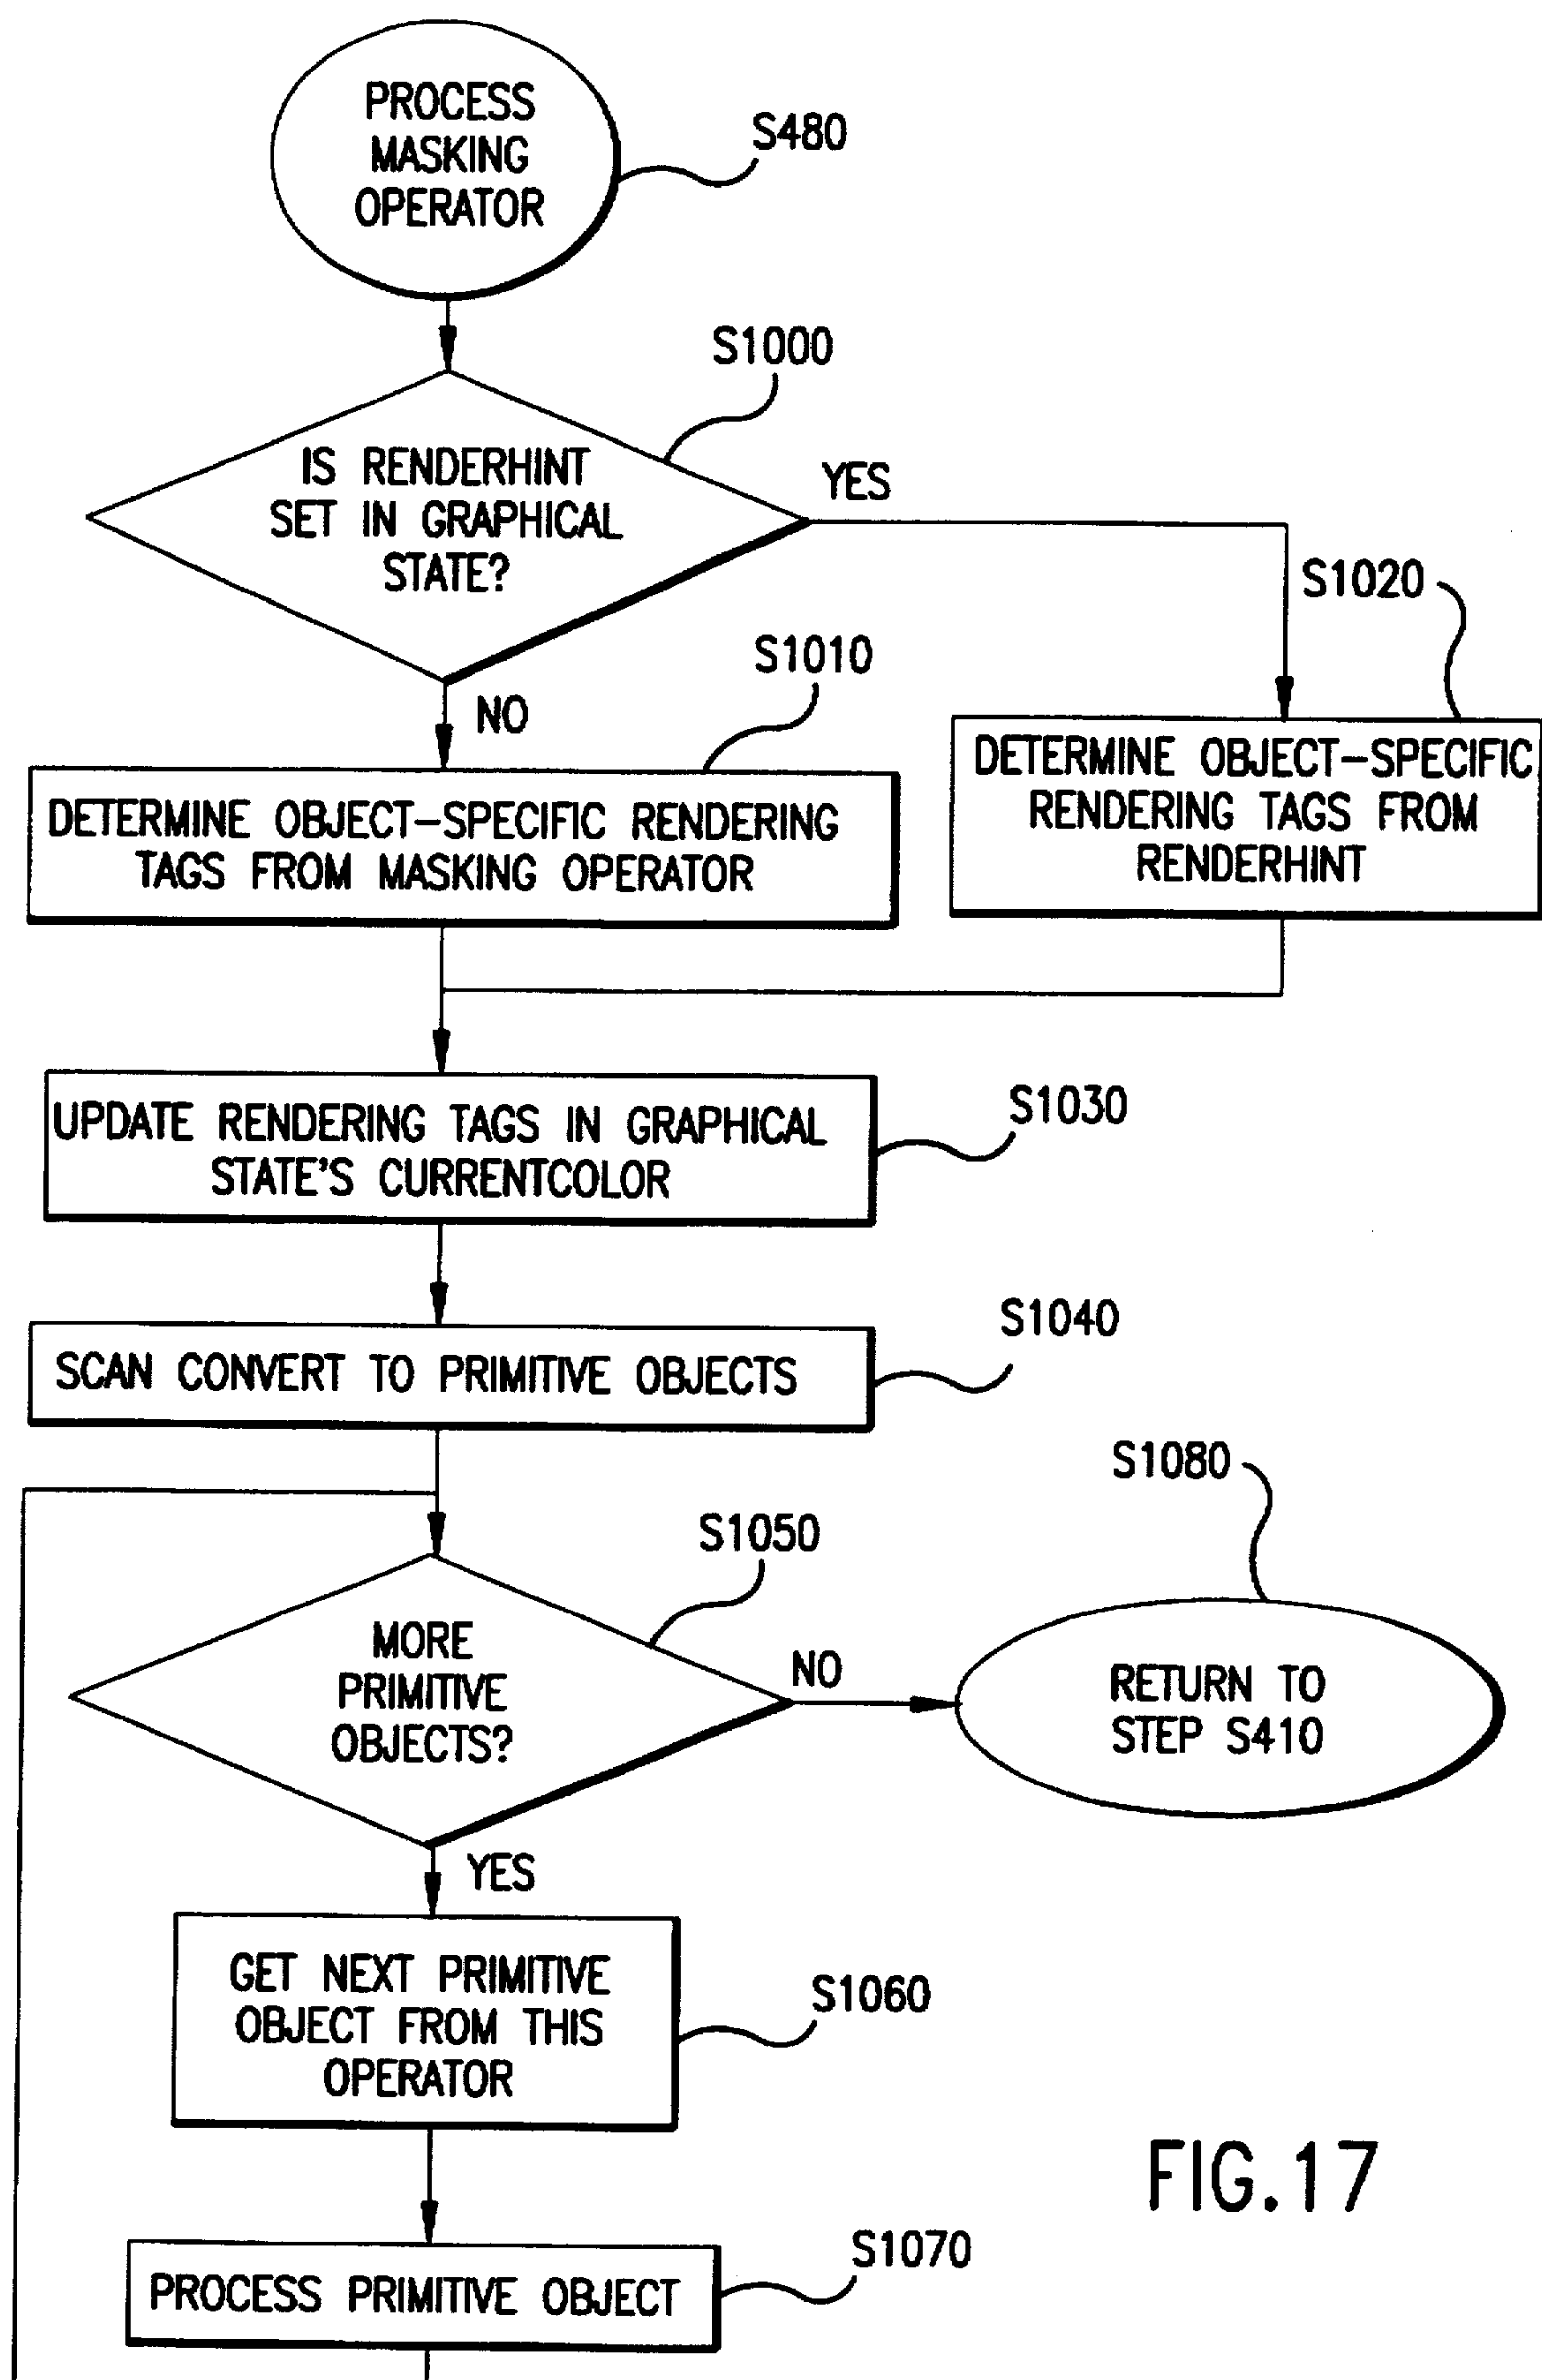 PROCESS
MASKING
OPERATOR
S480
S1000
IS RENDERHINT
SET IN GRAPHICAL
STATE?
YES
S1020
NO
S1010
DETERMINE OBJECT-SPECIFIC RENDERING
TAGS FROM MASKING OPERATOR
DETERMINE OBJECT-SPECIFIC
RENDERING TAGS FROM
RENDERHINT
UPDATE RENDERING TAGS IN GRAPHICAL
STATE'S CURRENTCOLOR
S1030
SCAN CONVERT TO PRIMITIVE OBJECTS
S1040
S1050
MORE
PRIMITIVE
OBJECTS?
NO
S1080
RETURN TO
STEP S410
YES
GET NEXT PRIMITIVE
OBJECT FROM THIS
OPERATOR
S1060
PROCESS PRIMITIVE OBJECT
S1070
FIG.17